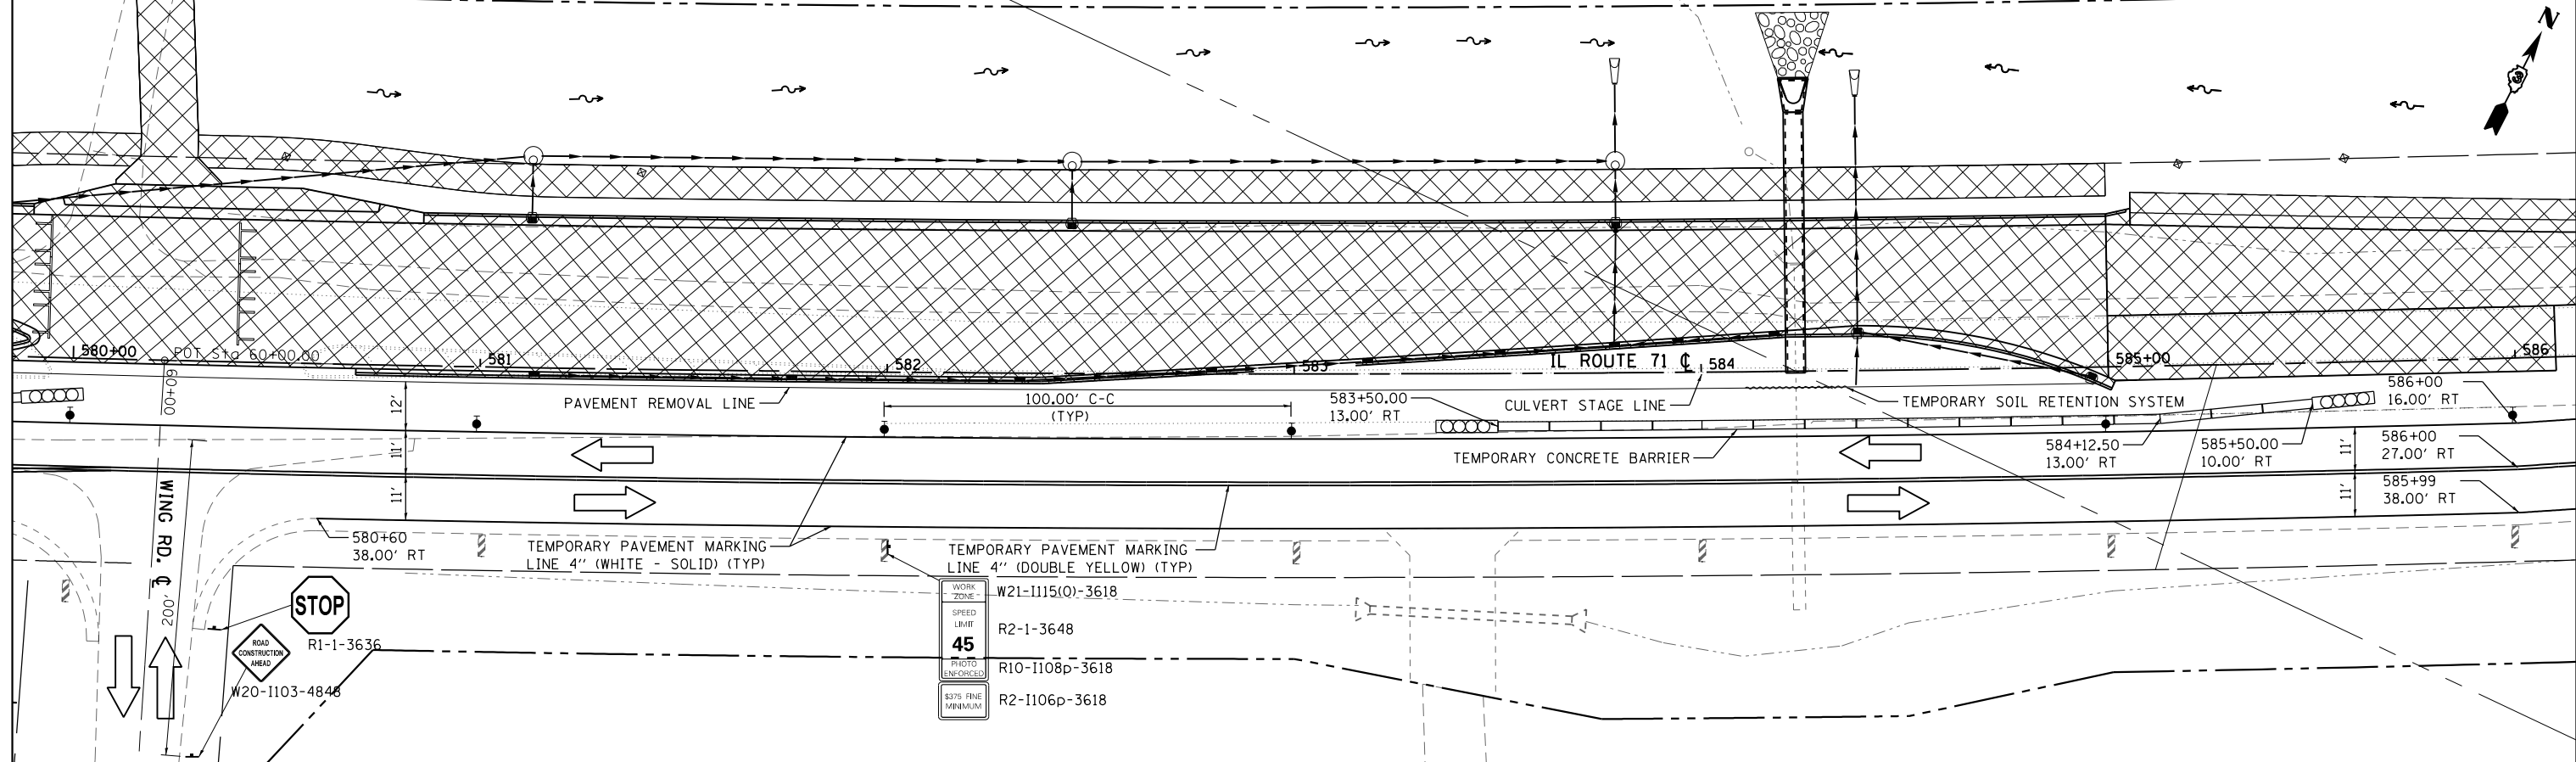 N
3
580+00
POT Sta 60+00.00
581
582
583
IL ROUTE 71 ℄
584
585+00
586
60+00
12'
11'
11'
PAVEMENT REMOVAL LINE
100.00' C-C
(TYP)
583+50.00
13.00' RT
CULVERT STAGE LINE
TEMPORARY SOIL RETENTION SYSTEM
586+00
16.00' RT
TEMPORARY CONCRETE BARRIER
584+12.50
13.00' RT
585+50.00
10.00' RT
11'
11'
586+00
27.00' RT
585+99
38.00' RT
WING RD. ℄
200'
580+60
38.00' RT
TEMPORARY PAVEMENT MARKING
LINE 4'' (WHITE - SOLID) (TYP)
TEMPORARY PAVEMENT MARKING
LINE 4'' (DOUBLE YELLOW) (TYP)
STOP
R1-1-3636
ROAD
CONSTRUCTION
AHEAD
W20-I103-4848
WORK
ZONE
W21-I115(O)-3618
SPEED
LIMIT
45
R2-1-3648
PHOTO
ENFORCED
R10-I108p-3618
$375 FINE
MINIMUM
R2-I106p-3618